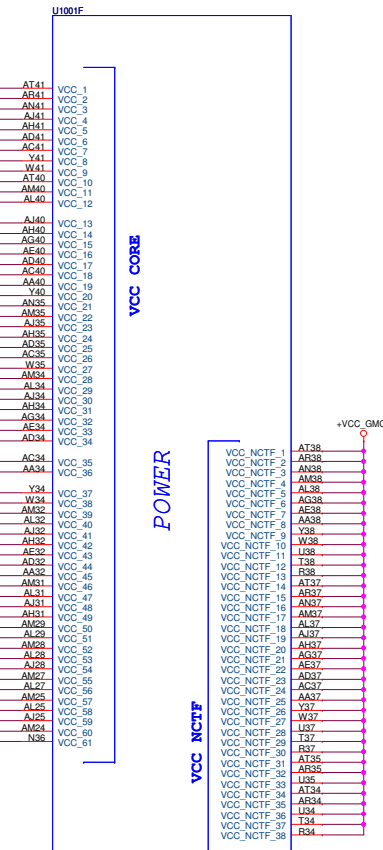 U1001F
AT41 VCC_1
AR41 VCC_2
AN41 VCC_3
AJ41 VCC_4
AH41 VCC_5
AD41 VCC_6
AC41 VCC_7
Y41 VCC_8
W41 VCC_9
AT40 VCC_10
AM40 VCC_11
AL40 VCC_12
AJ40 VCC_13
AH40 VCC_14
AG40 VCC_15
AE40 VCC_16
AD40 VCC_17
AC40 VCC_18
AA40 VCC_19
Y40 VCC_20
AN35 VCC_21
AM35 VCC_22
AJ35 VCC_23
AH35 VCC_24
AD35 VCC_25
AC35 VCC_26
W35 VCC_27
AM34 VCC_28
AL34 VCC_29
AJ34 VCC_30
AH34 VCC_31
AG34 VCC_32
AE34 VCC_33
AD34 VCC_34
AC34 VCC_35
AA34 VCC_36
Y34 VCC_37
W34 VCC_38
AM32 VCC_39
AL32 VCC_40
AJ32 VCC_41
AH32 VCC_42
AE32 VCC_43
AD32 VCC_44
AA32 VCC_45
AM31 VCC_46
AL31 VCC_47
AJ31 VCC_48
AH31 VCC_49
AM29 VCC_50
AL29 VCC_51
AM28 VCC_52
AL28 VCC_53
AJ28 VCC_54
AM27 VCC_55
AL27 VCC_56
AM25 VCC_57
AL25 VCC_58
AJ25 VCC_59
AM24 VCC_60
N36 VCC_61
VCC CORE
POWER
VCC NCTF
+VCC_GMC
VCC_NCTF_1 AT38
VCC_NCTF_2 AR38
VCC_NCTF_3 AN38
VCC_NCTF_4 AM38
VCC_NCTF_5 AL38
VCC_NCTF_6 AG38
VCC_NCTF_7 AE38
VCC_NCTF_8 AA38
VCC_NCTF_9 Y38
VCC_NCTF_10 W38
VCC_NCTF_11 U38
VCC_NCTF_12 T38
VCC_NCTF_13 R38
VCC_NCTF_14 AT37
VCC_NCTF_15 AR37
VCC_NCTF_16 AN37
VCC_NCTF_17 AM37
VCC_NCTF_18 AL37
VCC_NCTF_19 AJ37
VCC_NCTF_20 AH37
VCC_NCTF_21 AG37
VCC_NCTF_22 AE37
VCC_NCTF_23 AD37
VCC_NCTF_24 AC37
VCC_NCTF_25 AA37
VCC_NCTF_26 Y37
VCC_NCTF_27 W37
VCC_NCTF_28 U37
VCC_NCTF_29 T37
VCC_NCTF_30 R37
VCC_NCTF_31 AT35
VCC_NCTF_32 AR35
VCC_NCTF_33 U35
VCC_NCTF_34 AT34
VCC_NCTF_35 AR34
VCC_NCTF_36 U34
VCC_NCTF_37 T34
VCC_NCTF_38 R34